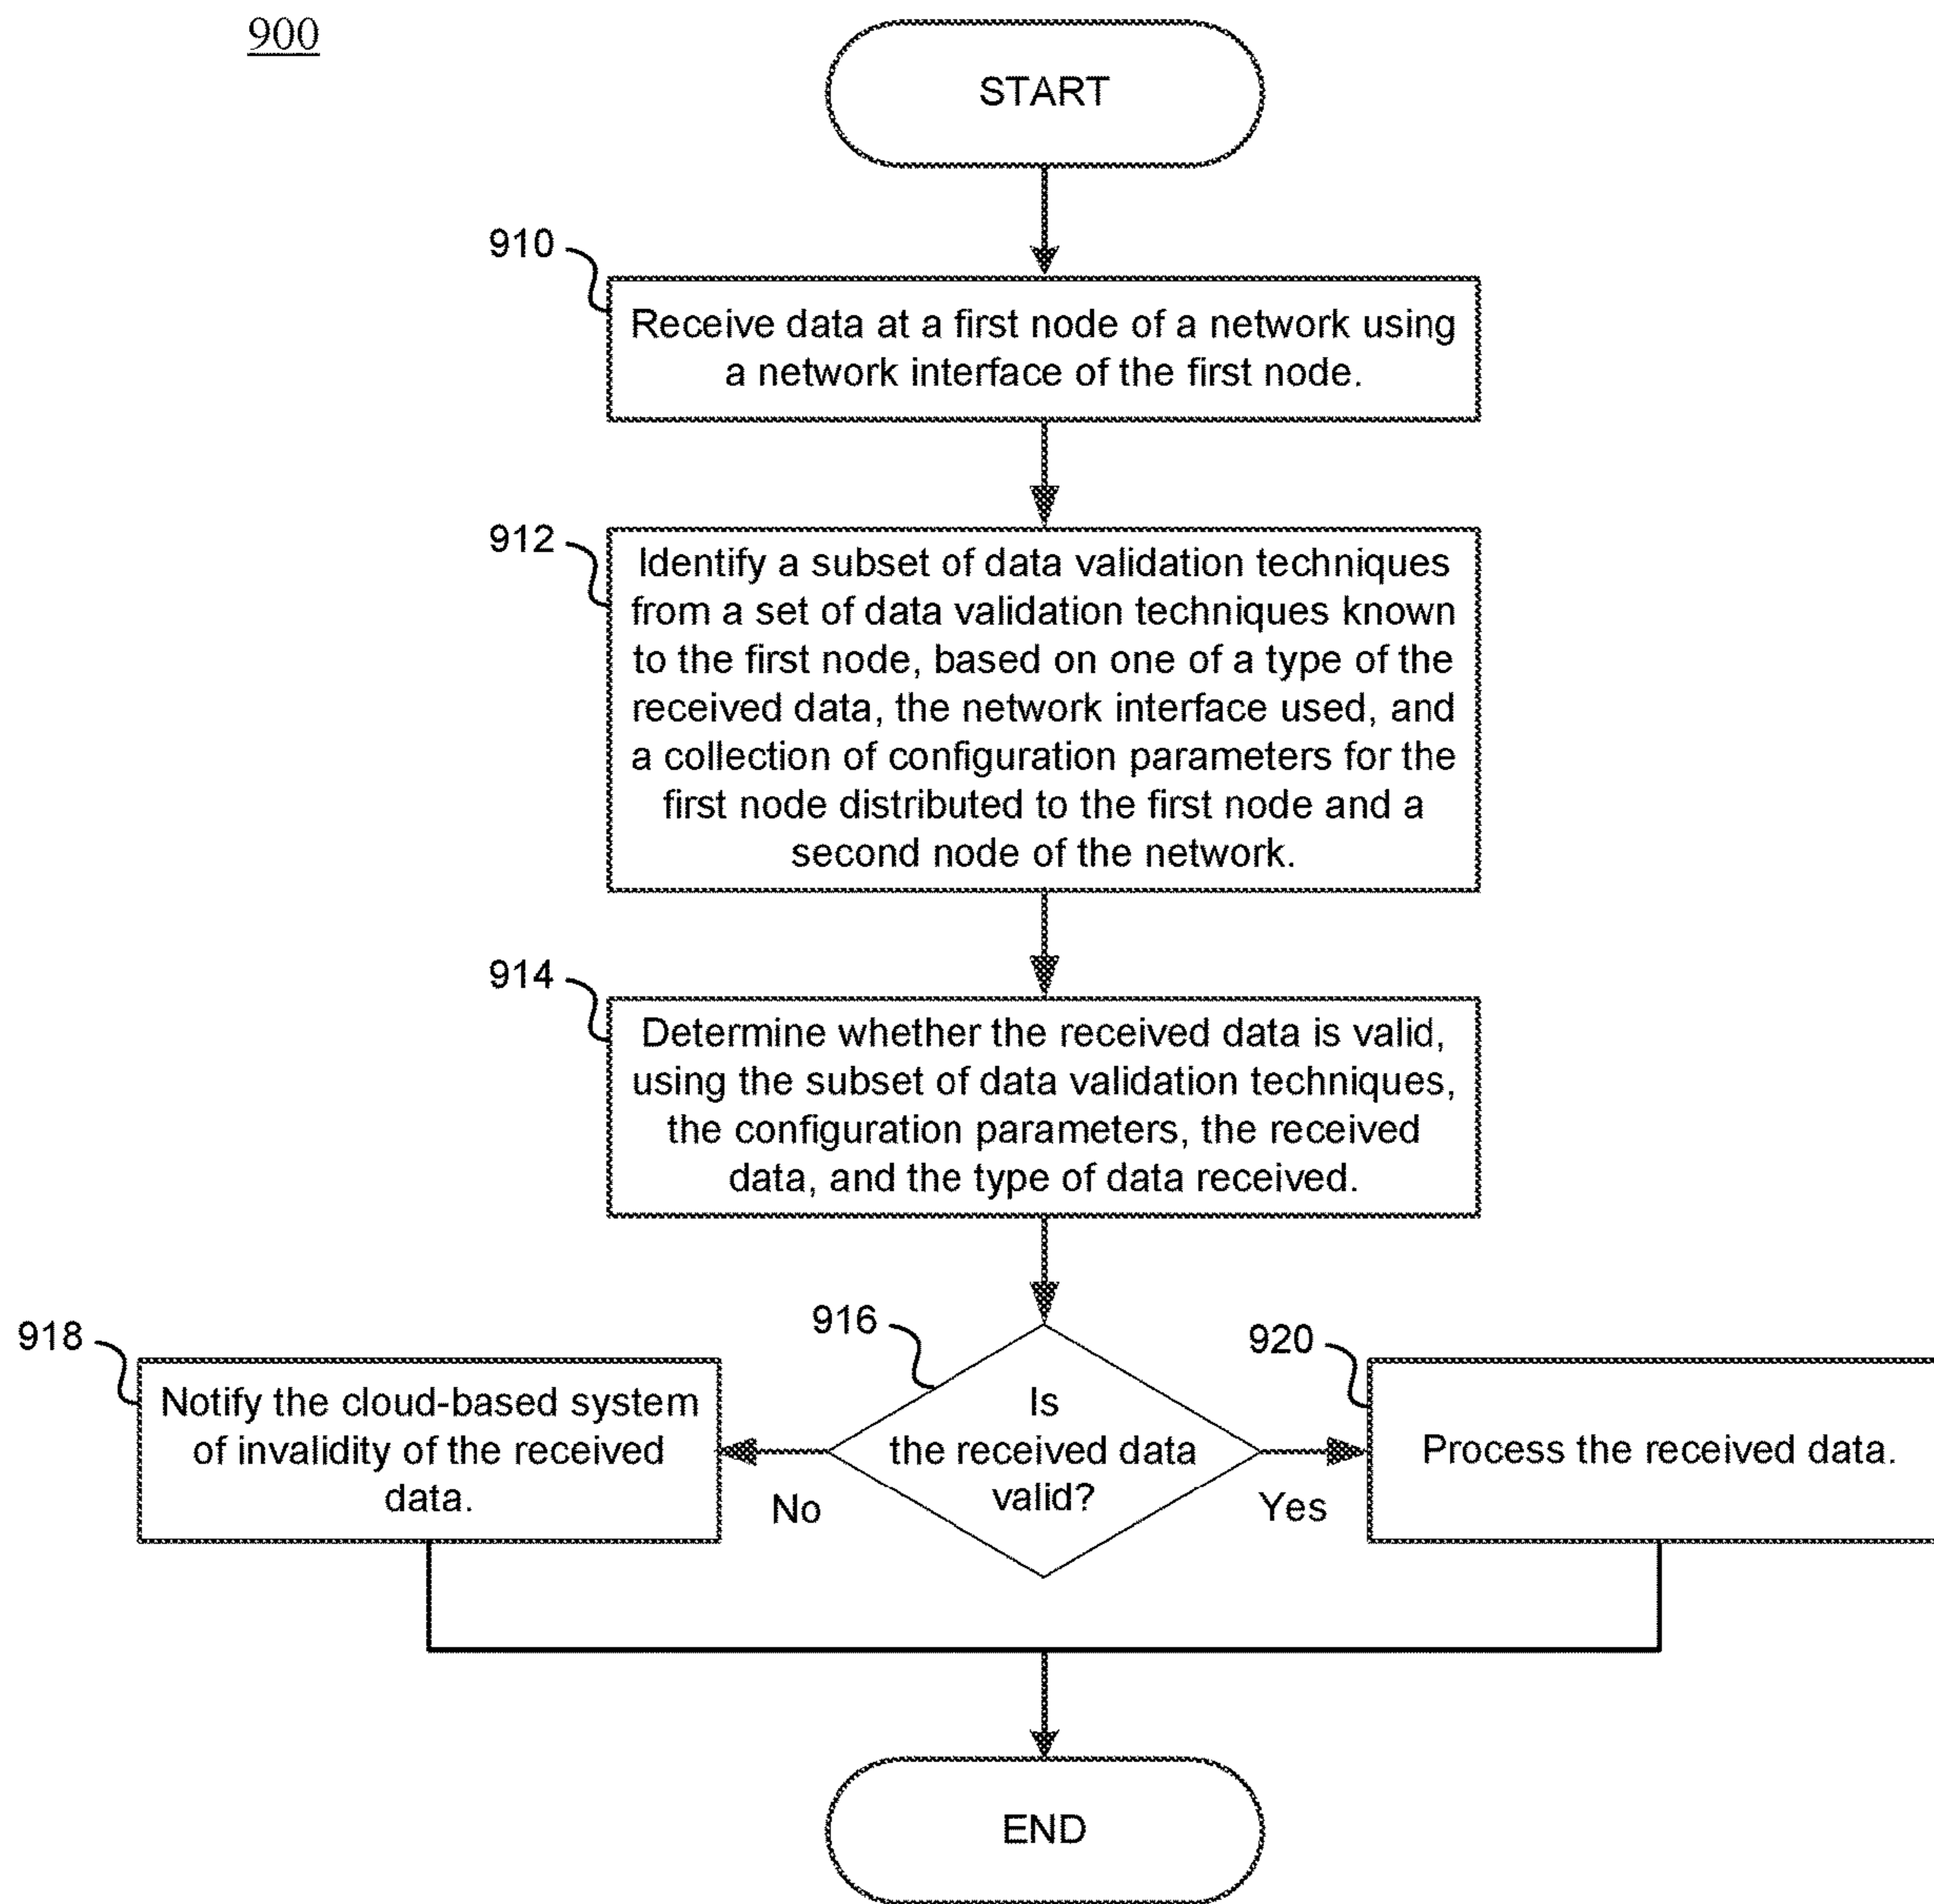 900
START
910
Receive data at a first node of a network using
a network interface of the first node.
912
Identify a subset of data validation techniques
from a set of data validation techniques known
to the first node, based on one of a type of the
received data, the network interface used, and
a collection of configuration parameters for the
first node distributed to the first node and a
second node of the network.
914
Determine whether the received data is valid,
using the subset of data validation techniques,
the configuration parameters, the received
data, and the type of data received.
918
Notify the cloud-based system
of invalidity of the received
data.
916
Is
the received data
valid?
No
Yes
920
Process the received data.
END